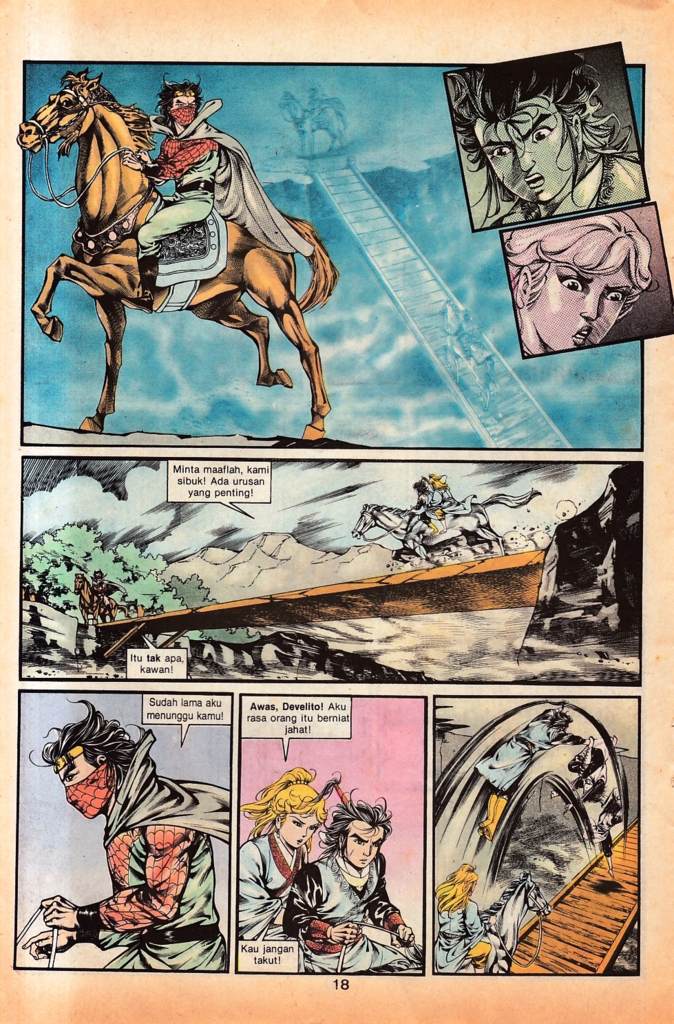 Minta maaflah, kami
sibuk! Ada urusan
yang penting!
Itu tak apa,
kawan!
Sudah lama aku
menunggu kamu!
Awas, Develito! Aku
rasa orang itu berniat
jahat!
Kau jangan
takut!
18